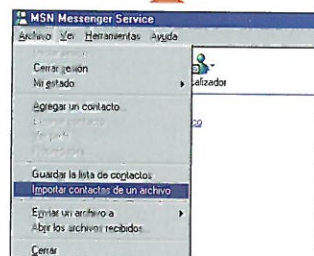 MSN Messenger Service
Archivo Ver Herramientas Ayuda
Cerrar sesión
Mi estado
alizador
Agregar un contacto...
Guardar la lista de contactos
Importar contactos de un archivo
Enviar un archivo a
Abrir los archivos recibidos...
Cerrar